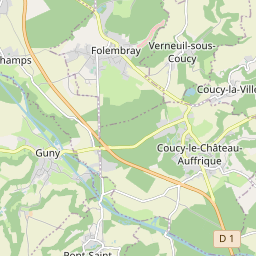 Folembray
Verneuil-sous-
Coucy
champs
Coucy-la-Ville
Coucy-le-Château-
Auffrique
Guny
D 1
Pont-Saint